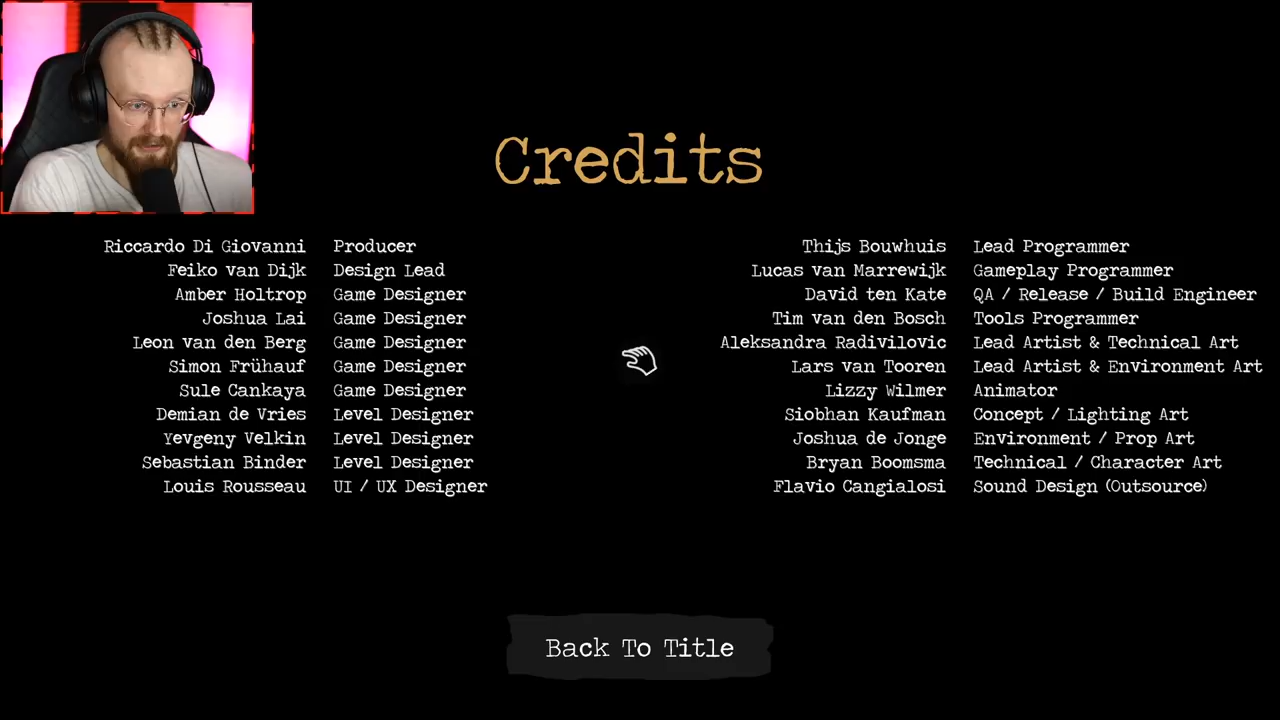 Credits
Riccardo Di Giovanni Producer
Feiko van Dijk Design Lead
Amber Holtrop Game Designer
Joshua Lai Game Designer
Leon van den Berg Game Designer
Simon Frühauf Game Designer
Sule Cankaya Game Designer
Demian de Vries Level Designer
Yevgeny Velkin Level Designer
Sebastian Binder Level Designer
Louis Rousseau UI / UX Designer
Thijs Bouwhuis Lead Programmer
Lucas van Marrewijk Gameplay Programmer
David ten Kate QA / Release / Build Engineer
Tim van den Bosch Tools Programmer
Aleksandra Radivilovic Lead Artist & Technical Art
Lars van Tooren Lead Artist & Environment Art
Lizzy Wilmer Animator
Siobhan Kaufman Concept / Lighting Art
Joshua de Jonge Environment / Prop Art
Bryan Boomsma Technical / Character Art
Flavio Cangialosi Sound Design (Outsource)
Back To Title